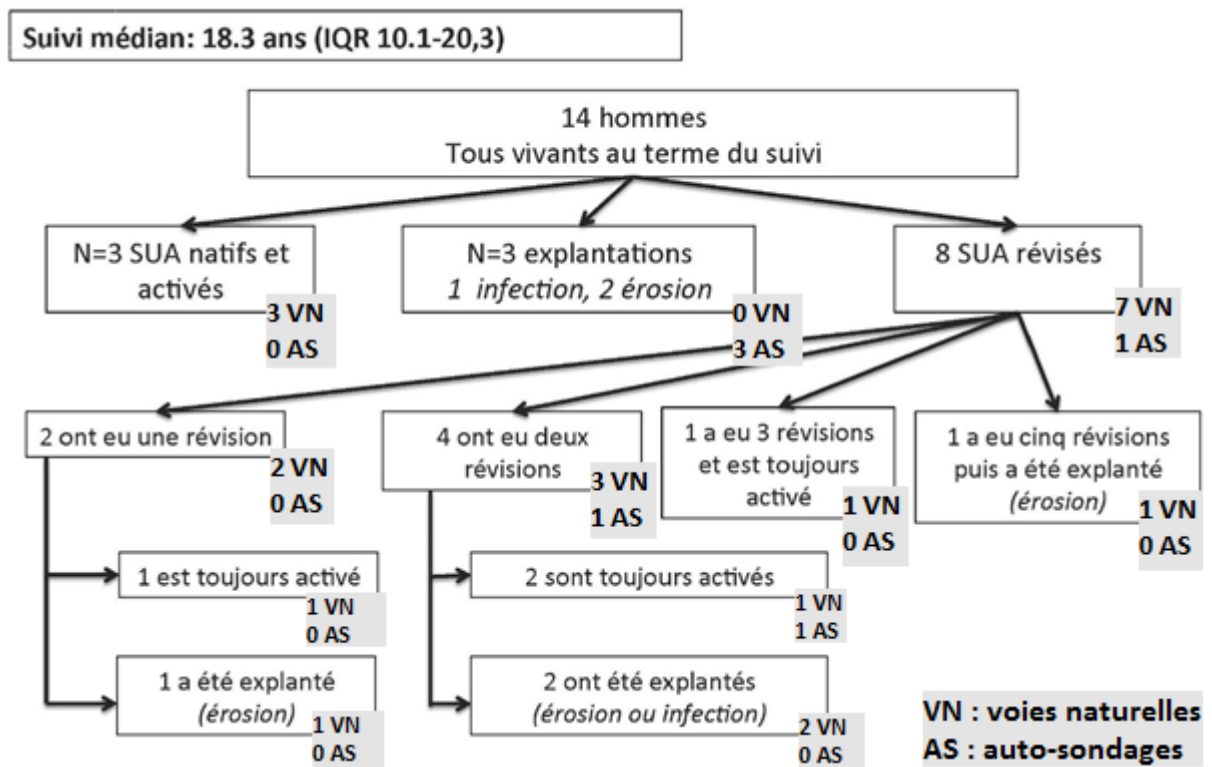 Suivi médian: 18.3 ans (IQR 10.1-20,3)
14 hommes
Tous vivants au terme du suivi
N=3 SUA natifs et
activés
3 VN
0 AS
N=3 explantations
1 infection, 2 érosion
0 VN
3 AS
8 SUA révisés
7 VN
1 AS
2 ont eu une révision
2 VN
0 AS
4 ont eu deux
révisions
3 VN
1 AS
1 a eu 3 révisions
et est toujours
activé
1 VN
0 AS
1 a eu cinq révisions
puis a été explanté
(érosion)
1 VN
0 AS
1 est toujours activé
1 VN
0 AS
2 sont toujours activés
1 VN
1 AS
1 a été explanté
(érosion)
1 VN
0 AS
2 ont été explantés
(érosion ou infection)
2 VN
0 AS
VN : voies naturelles
AS : auto-sondages